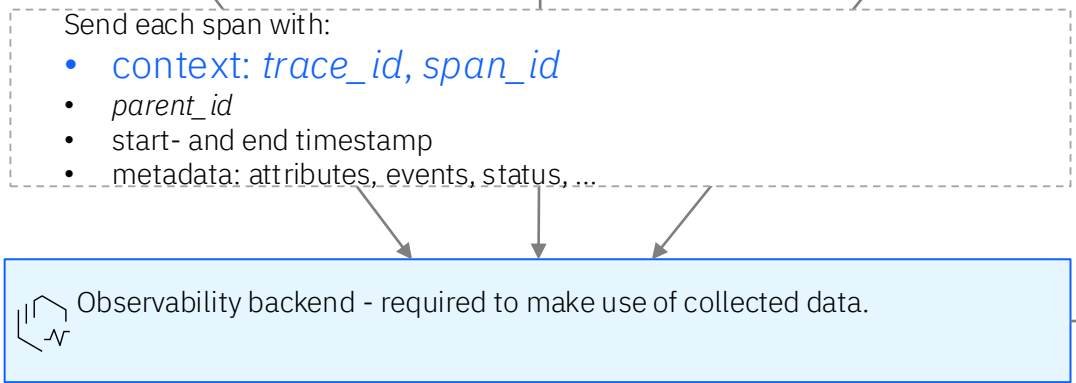 Send each span with:
• context: trace_id, span_id
• parent_id
• start- and end timestamp
• metadata: attributes, events, status, ...
Observability backend - required to make use of collected data.